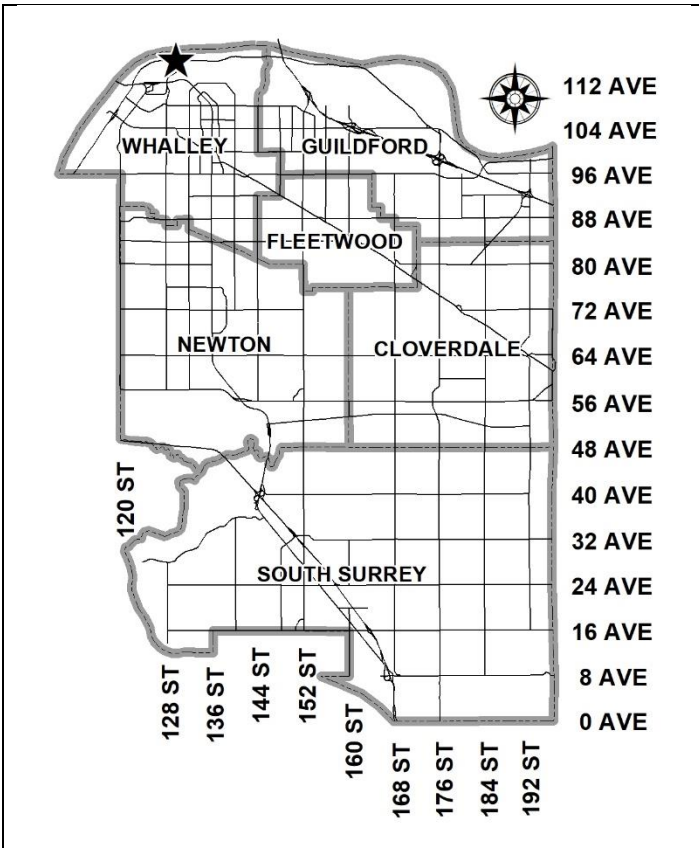 112 AVE
104 AVE
WHALLEY
GUILDFORD
96 AVE
88 AVE
FLEETWOOD
80 AVE
72 AVE
NEWTON
CLOVERDALE
64 AVE
56 AVE
48 AVE
120 ST
40 AVE
32 AVE
SOUTH SURREY
24 AVE
16 AVE
128 ST
136 ST
144 ST
152 ST
160 ST
8 AVE
0 AVE
168 ST
176 ST
184 ST
192 ST